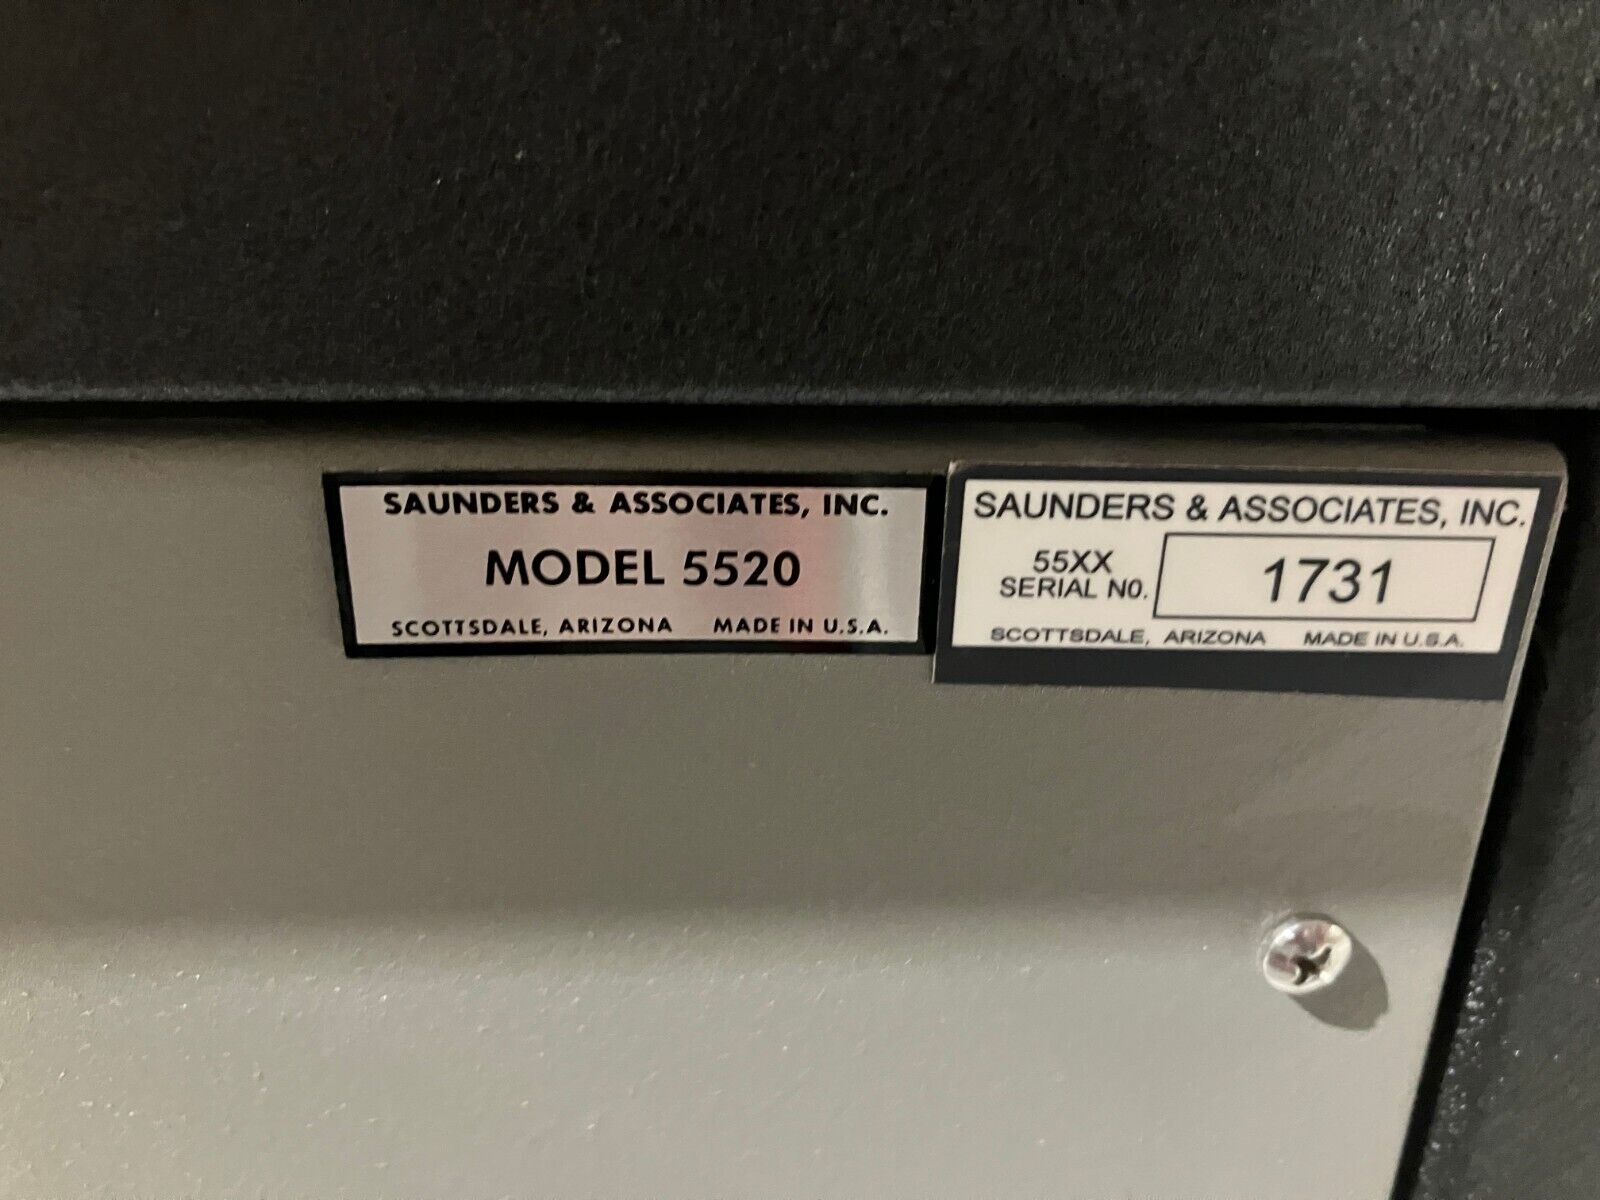 SAUNDERS & ASSOCIATES, INC.
MODEL 5520
SCOTTSDALE, ARIZONA MADE IN U.S.A.
SAUNDERS & ASSOCIATES, INC.
55XX
SERIAL NO. 1731
SCOTTSDALE, ARIZONA MADE IN U.S.A.